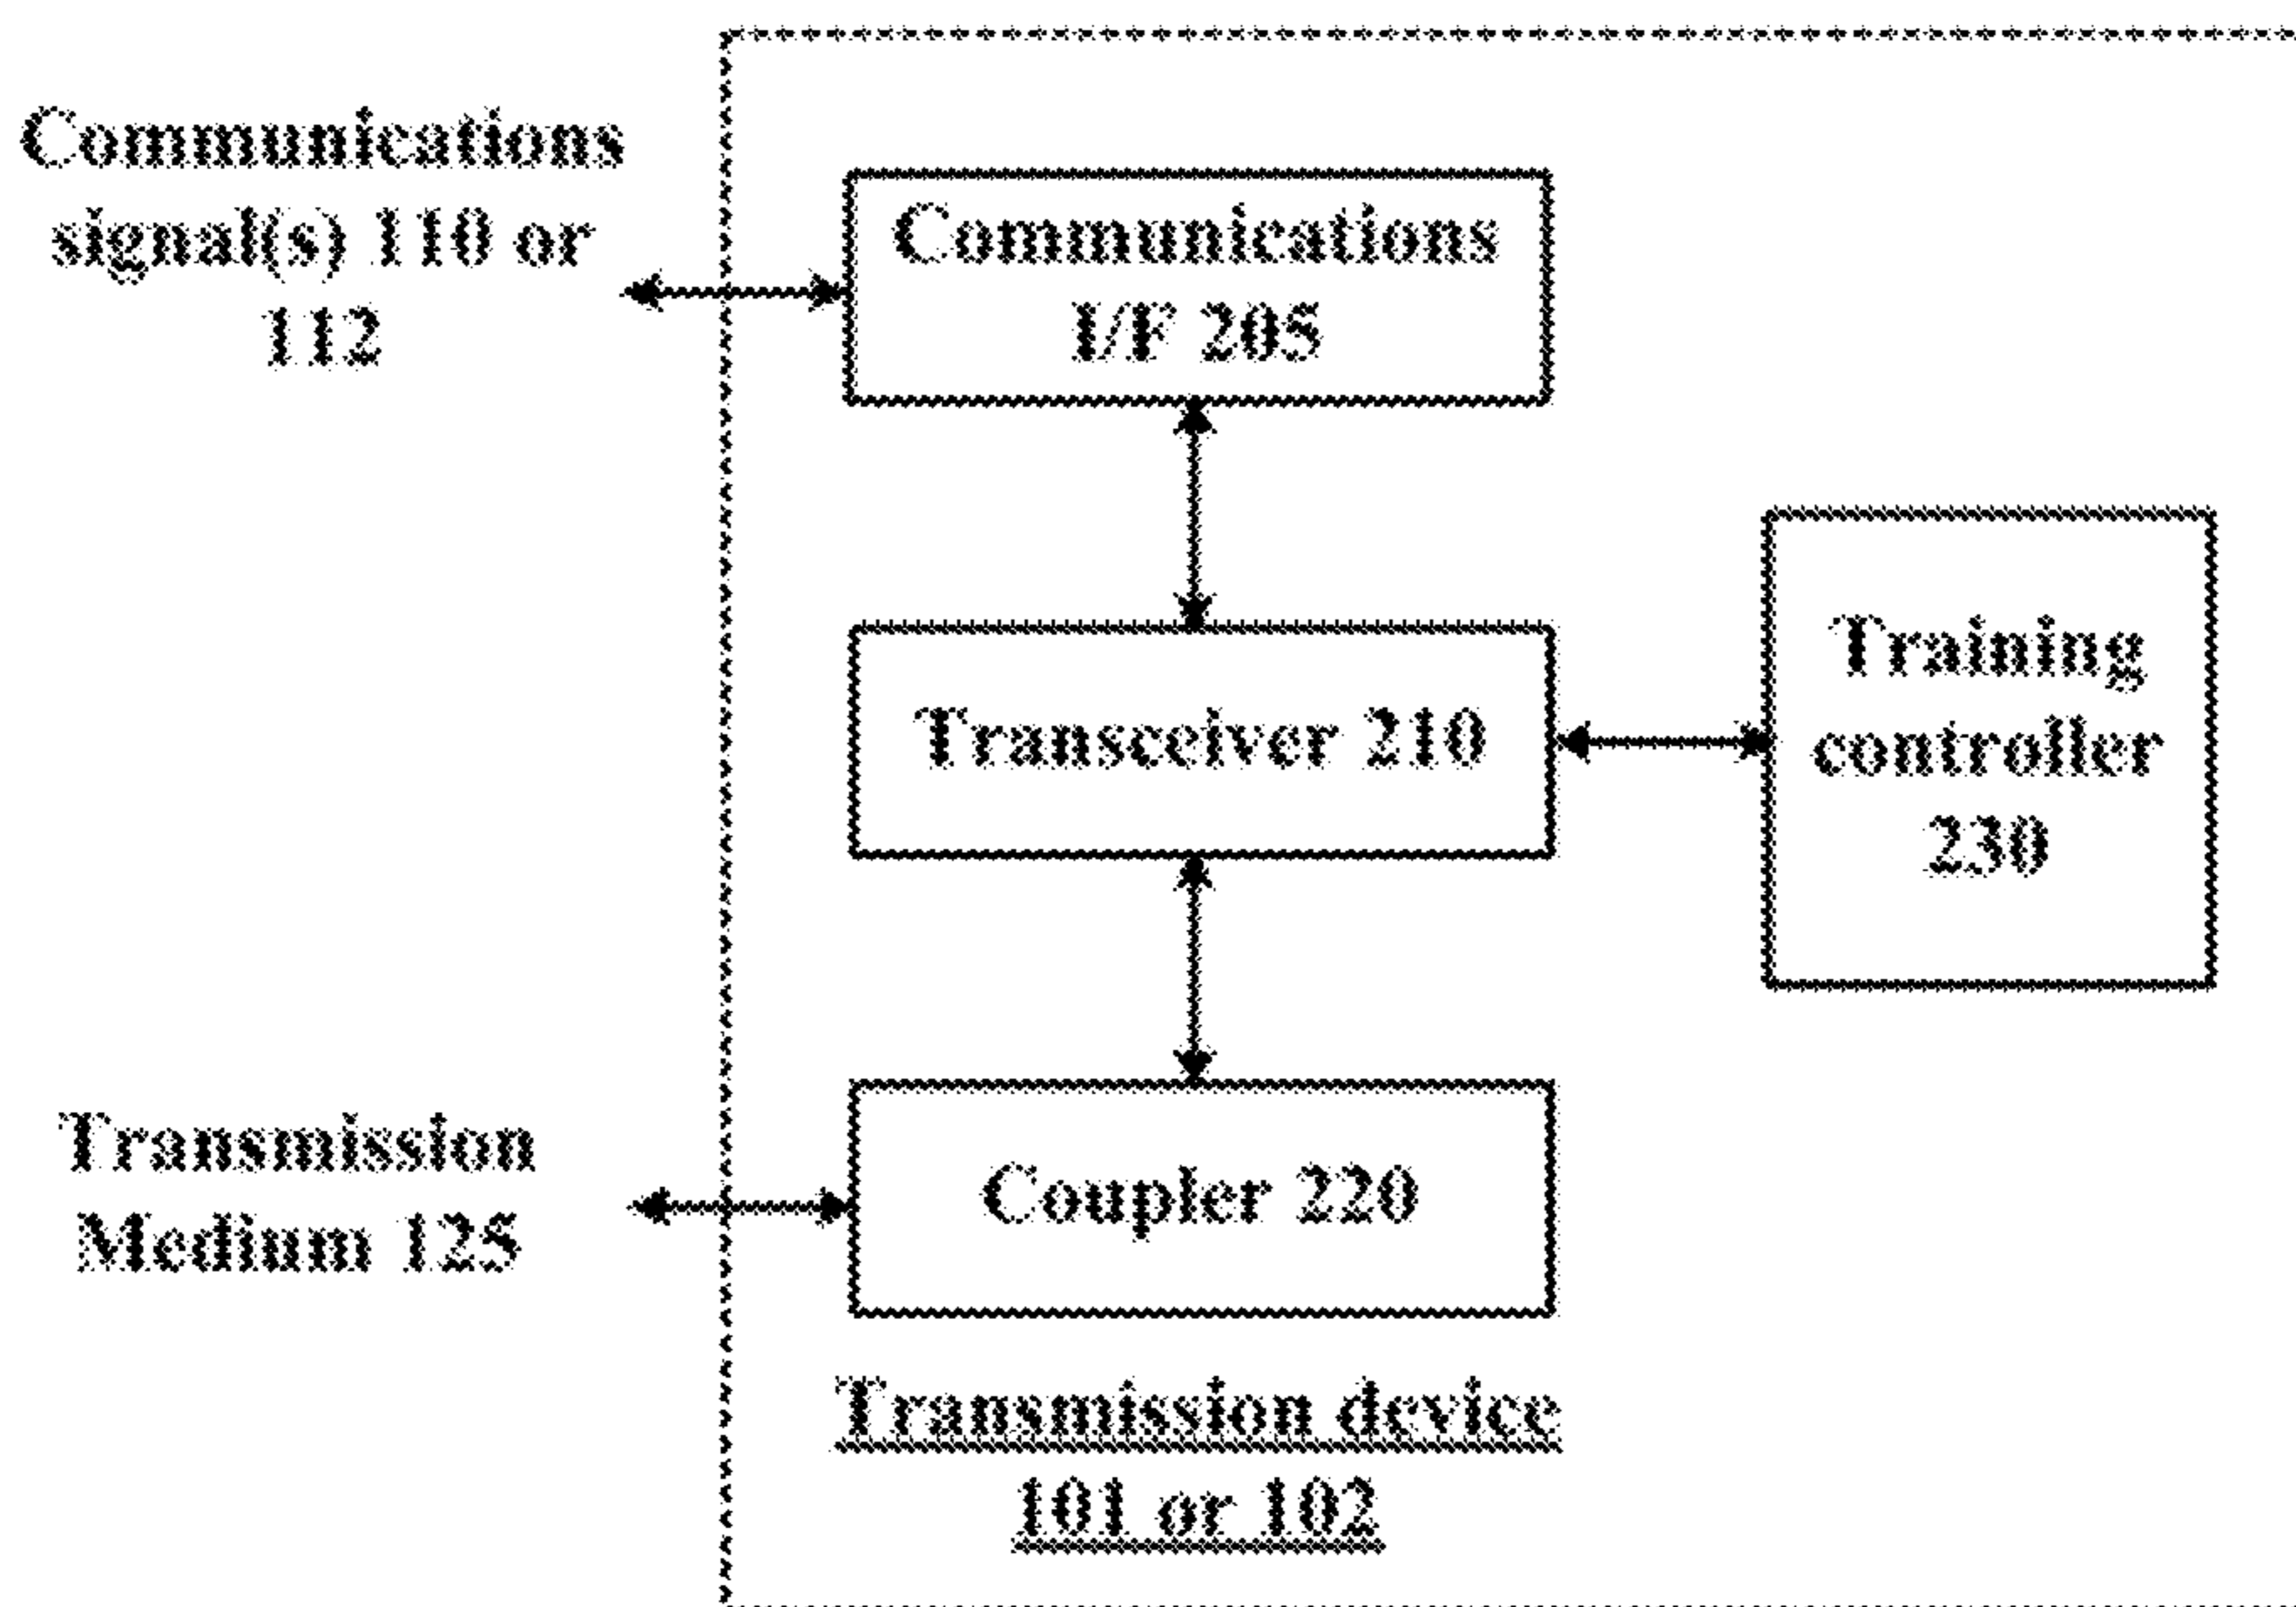 Communications
signal(s) 110 or
112
Communications
I/F 205
Transceiver 210
Training
controller
230
Transmission
Medium 125
Coupler 220
Transmission device
101 or 102